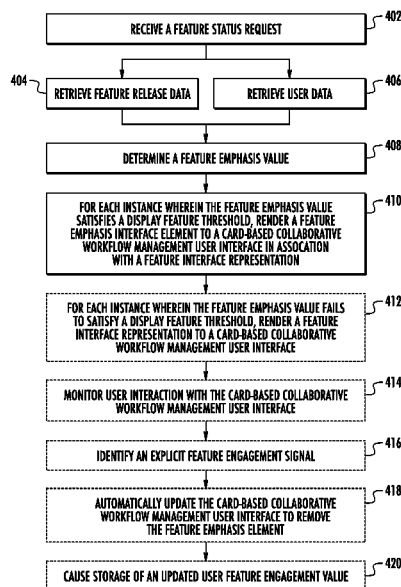 402
RECEIVE A FEATURE STATUS REQUEST
404
RETRIEVE FEATURE RELEASE DATA
406
RETRIEVE USER DATA
408
DETERMINE A FEATURE EMPHASIS VALUE
410
FOR EACH INSTANCE WHEREIN THE FEATURE EMPHASIS VALUE
SATISFIES A DISPLAY FEATURE THRESHOLD, RENDER A FEATURE
EMPHASIS INTERFACE ELEMENT TO A CARD-BASED COLLABORATIVE
WORKFLOW MANAGEMENT USER INTERFACE IN ASSOCATION
WITH A FEATURE INTERFACE REPRESENTATION
412
FOR EACH INSTANCE WHEREIN THE FEATURE EMPHASIS VALUE FAILS
TO SATISFY A DISPLAY FEATURE THRESHOLD, RENDER A FEATURE
INTERFACE REPRESENTATION TO A CARD-BASED COLLABORATIVE
WORKFLOW MANAGEMENT USER INTERFACE
414
MONITOR USER INTERACTION WITH THE CARD-BASED COLLABORATIVE
WORKFLOW MANAGEMENT USER INTERFACE
416
IDENTIFY AN EXPLICIT FEATURE ENGAGEMENT SIGNAL
418
AUTOMATICALLY UPDATE THE CARD-BASED COLLABORATIVE
WORKFLOW MANAGEMENT USER INTERFACE TO REMOVE
THE FEATURE EMPHASIS ELEMENT
420
CAUSE STORAGE OF AN UPDATED USER FEATURE ENGAGEMENT VALUE